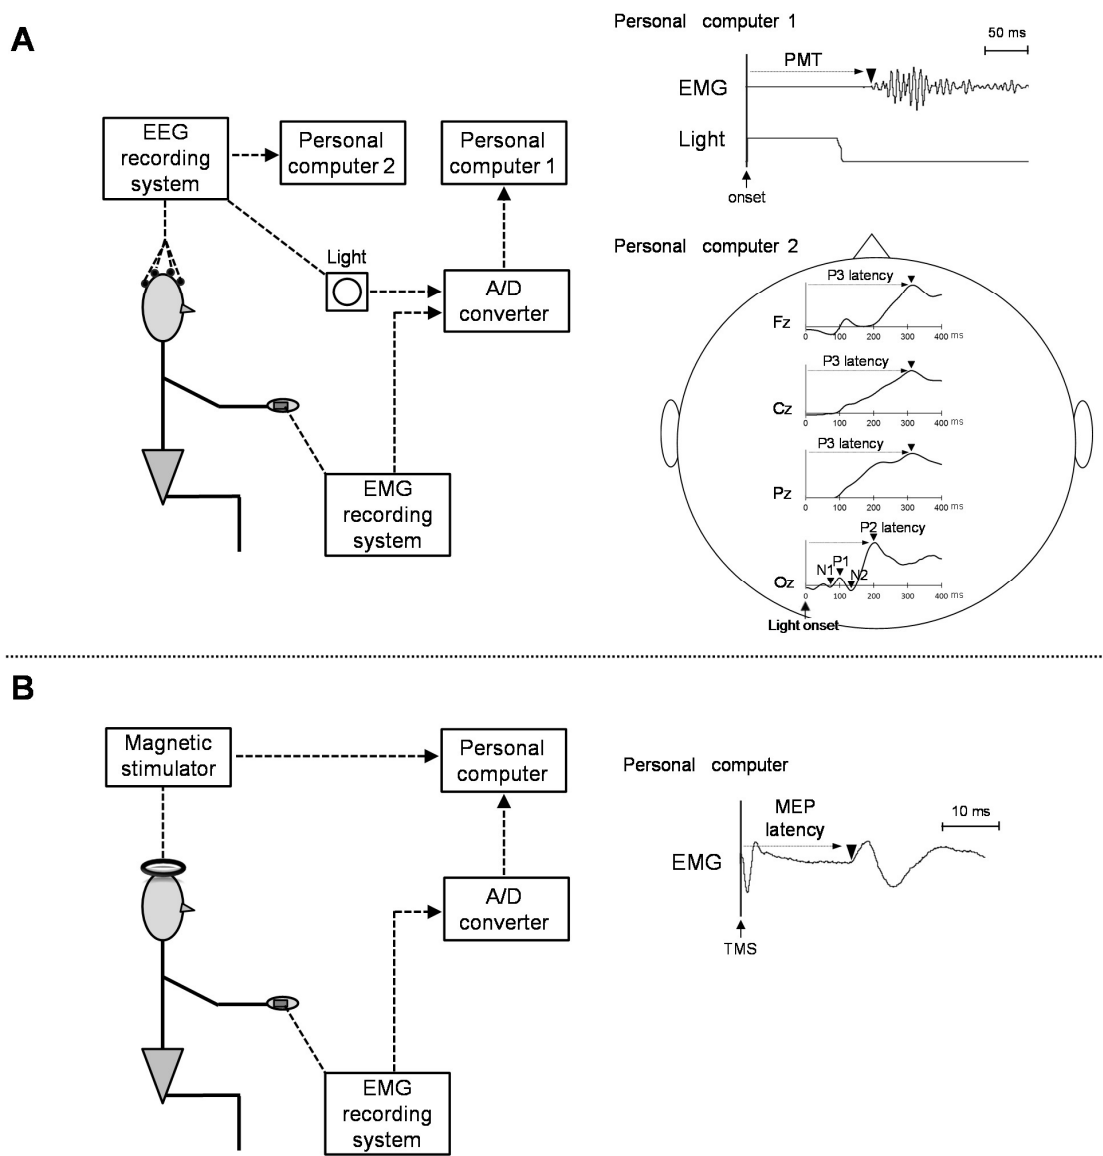 A
EEG
recording
system
Personal
computer 2
Personal
computer 1
Light
A/D
converter
EMG
recording
system
Personal computer 1
50 ms
PMT
EMG
Light
onset
Personal computer 2
P3 latency
Fz
0 100 200 300 400 ms
P3 latency
Cz
0 100 200 300 400 ms
P3 latency
Pz
0 100 200 300 400 ms
P2 latency
N1 P1 N2
Oz
0 100 200 300 400 ms
Light onset
B
Magnetic
stimulator
Personal
computer
A/D
converter
EMG
recording
system
Personal computer
MEP
latency
10 ms
EMG
TMS